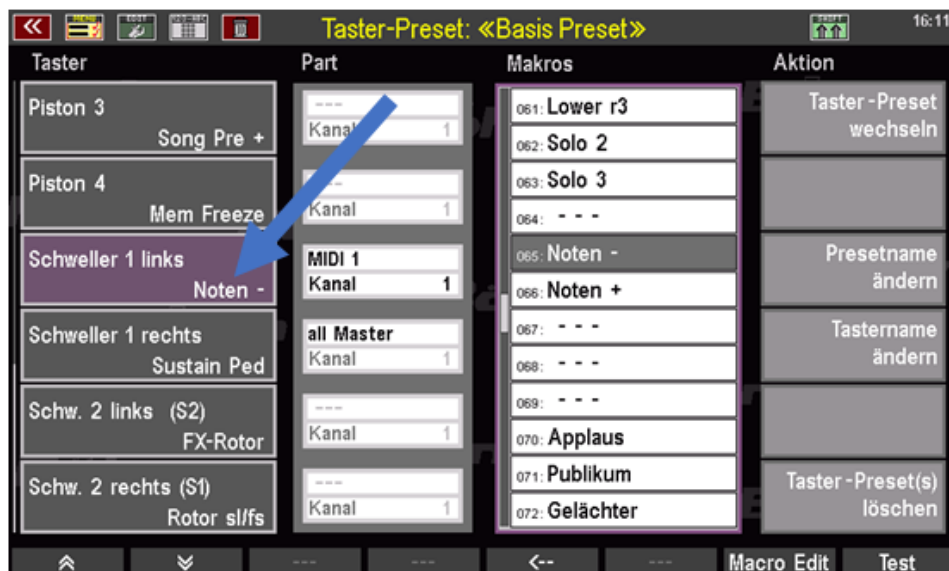 MENU
EDIT
Taster-Preset: «Basis Preset»
SHIFT
16:11
Taster
Part
Makros
Aktion
Piston 3
Song Pre +
Piston 4
Mem Freeze
Schweller 1 links
Noten -
Schweller 1 rechts
Sustain Ped
Schw. 2 links (S2)
FX-Rotor
Schw. 2 rechts (S1)
Rotor sl/fs
---
Kanal 1
---
Kanal 1
MIDI 1
Kanal 1
all Master
Kanal 1
---
Kanal 1
---
Kanal 1
061: Lower r3
062: Solo 2
063: Solo 3
064: - - -
065: Noten -
066: Noten +
067: - - -
068: - - -
069: - - -
070: Applaus
071: Publikum
072: Gelächter
Taster-Preset
wechseln
Presetname
ändern
Tastername
ändern
Taster-Preset(s)
löschen
--- --- <-- --- Macro Edit Test